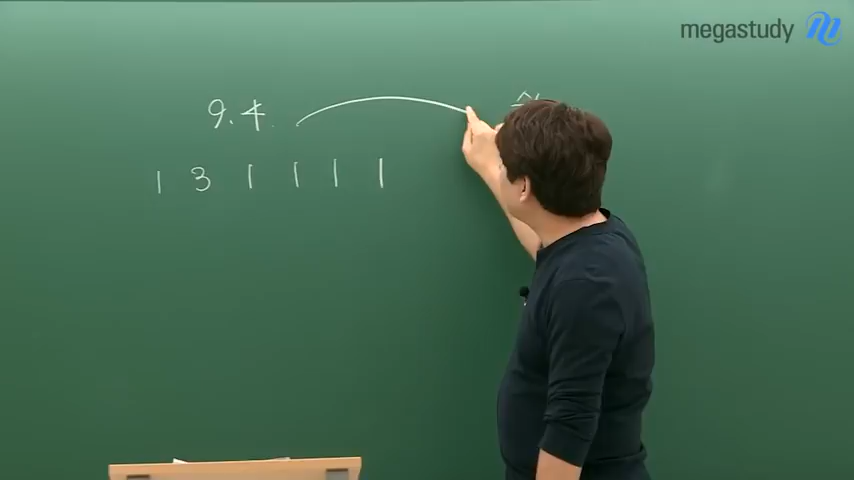 megastudy
9.4.
1 3 1 1 1 1